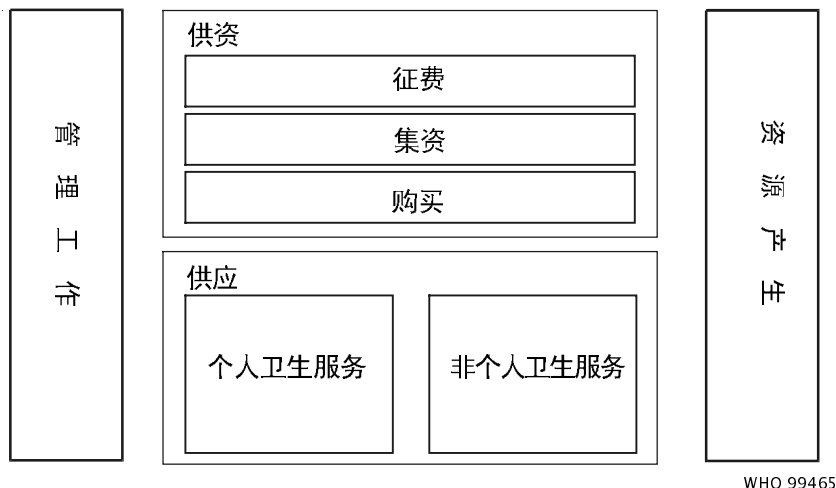 管理工作
供资
征费
集资
购买
供应
个人卫生服务
非个人卫生服务
资源产生
WHO 99465